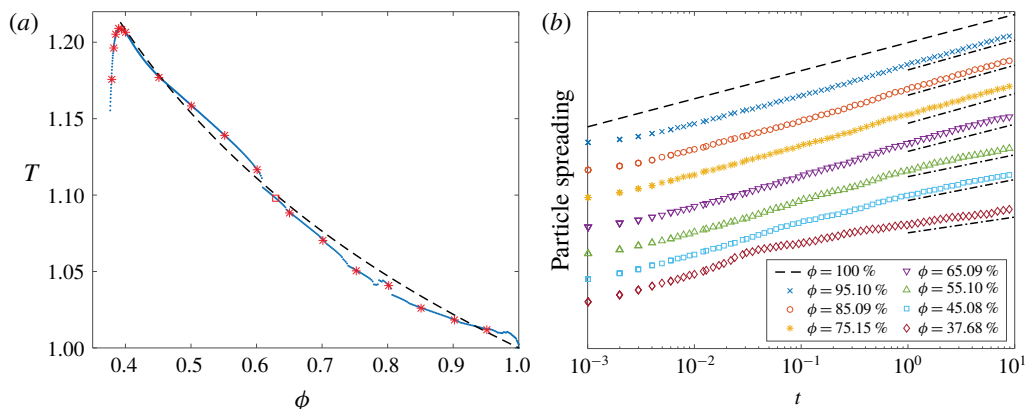 (a)
T
1.20
1.15
1.10
1.05
1.00
0.4 0.5 0.6 0.7 0.8 0.9 1.0
ϕ
(b)
Particle spreading
ϕ = 100 %
ϕ = 95.10 %
ϕ = 85.09 %
ϕ = 75.15 %
ϕ = 65.09 %
ϕ = 55.10 %
ϕ = 45.08 %
ϕ = 37.68 %
10⁻³ 10⁻² 10⁻¹ 10⁰ 10¹
t